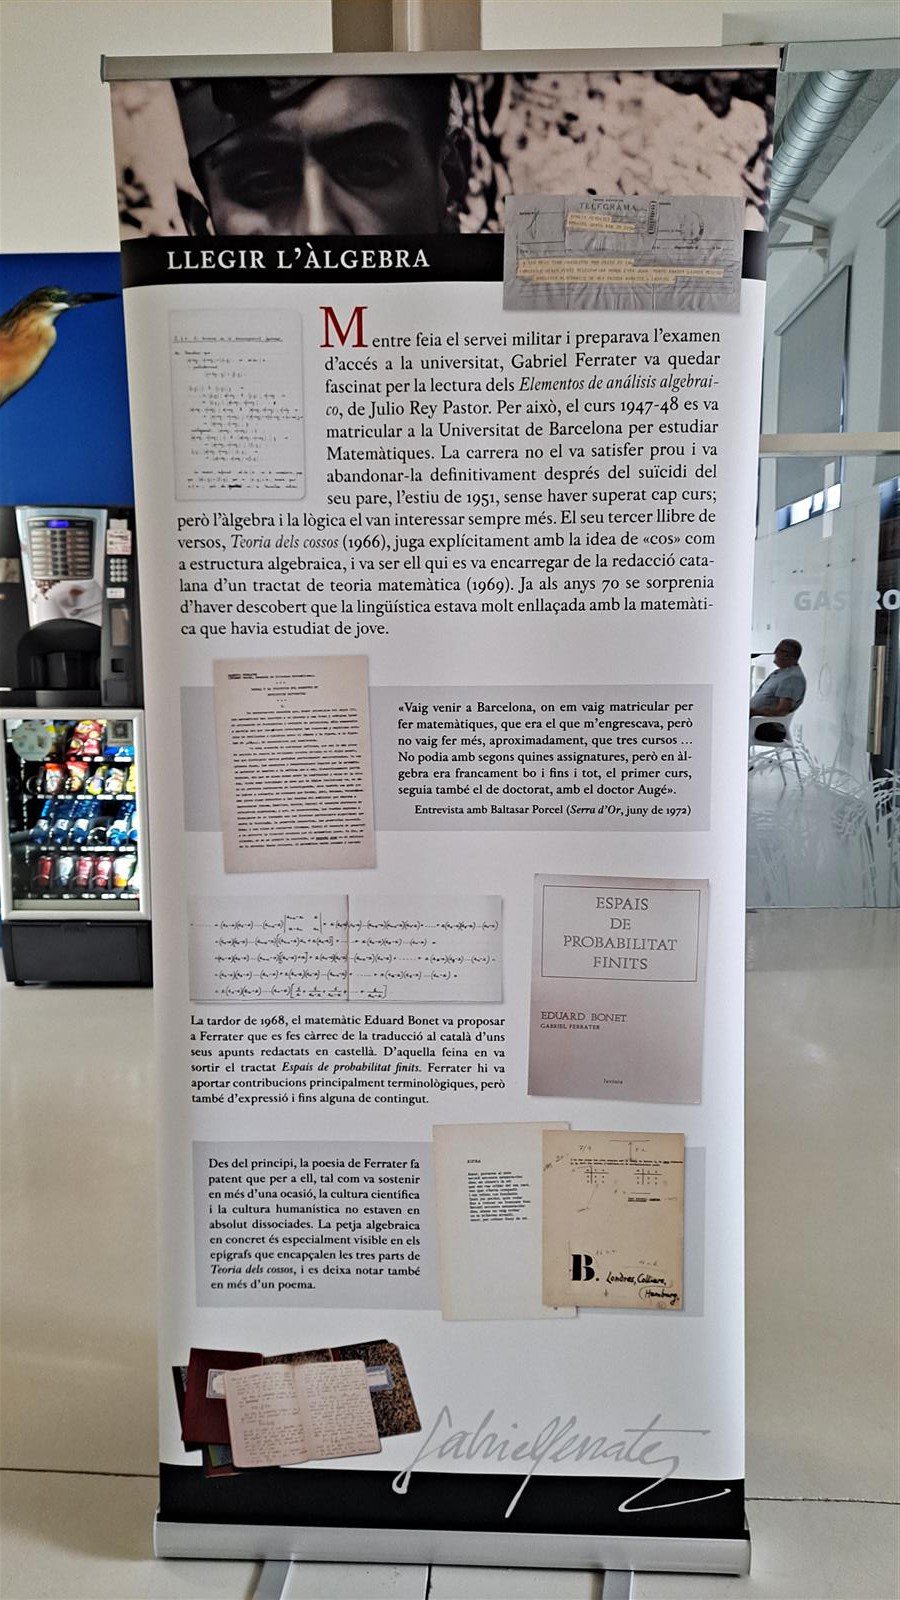 TELEGRAMA
LLEGIR L'ÀLGEBRA
Mentre feia el servei militar i preparava l'examen
d'accés a la universitat, Gabriel Ferrater va quedar
fascinat per la lectura dels Elementos de análisis algebrai-
co, de Julio Rey Pastor. Per això, el curs 1947-48 es va
matricular a la Universitat de Barcelona per estudiar
Matemàtiques. La carrera no el va satisfer prou i va
abandonar-la definitivament després del suïcidi del
seu pare, l'estiu de 1951, sense haver superat cap curs;
però l'àlgebra i la lògica el van interessar sempre més. El seu tercer llibre de
versos, Teoria dels cossos (1966), juga explícitament amb la idea de «cos» com
a estructura algebraica, i va ser ell qui es va encarregar de la redacció cata-
lana d'un tractat de teoria matemàtica (1969). Ja als anys 70 se sorprenia
d'haver descobert que la lingüística estava molt enllaçada amb la matemàti-
ca que havia estudiat de jove.
«Vaig venir a Barcelona, on em vaig matricular per
fer matemàtiques, que era el que m'engrescava, però
no vaig fer més, aproximadament, que tres cursos ...
No podia amb segons quines assignatures, però en àl-
gebra era francament bo i fins i tot, el primer curs,
seguia també el de doctorat, amb el doctor Augé».
Entrevista amb Baltasar Porcel (Serra d'Or, juny de 1972)
ESPAIS
DE
PROBABILITAT
FINITS
EDUARD BONET
GABRIEL FERRATER
lavínia
La tardor de 1968, el matemàtic Eduard Bonet va proposar
a Ferrater que es fes càrrec de la traducció al català d'uns
seus apunts redactats en castellà. D'aquella feina en va
sortir el tractat Espais de probabilitat finits. Ferrater hi va
aportar contribucions principalment terminològiques, però
també d'expressió i fins alguna de contingut.
Des del principi, la poesia de Ferrater fa
patent que per a ell, tal com va sostenir
en més d'una ocasió, la cultura científica
i la cultura humanística no estaven en
absolut dissociades. La petja algebraica
en concret és especialment visible en els
epígrafs que encapçalen les tres parts de
Teoria dels cossos, i es deixa notar també
en més d'un poema.
B. Londres, Colliure,
(Hamburg.
Gabriel Ferrater
GASTRO